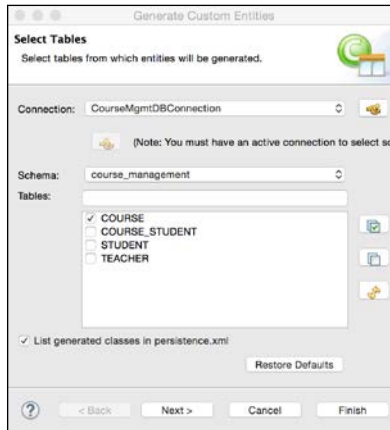 Generate Custom Entities
Select Tables
Select tables from which entities will be generated.
Connection: CourseMgmtDBConnection
(Note: You must have an active connection to select sc
Schema: course_management
Tables:
COURSE
COURSE_STUDENT
STUDENT
TEACHER
List generated classes in persistence.xml
Restore Defaults
? < Back Next > Cancel Finish